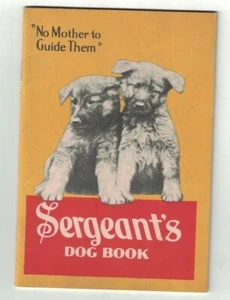 "No Mother to
Guide Them"
Sergeant's
DOG BOOK